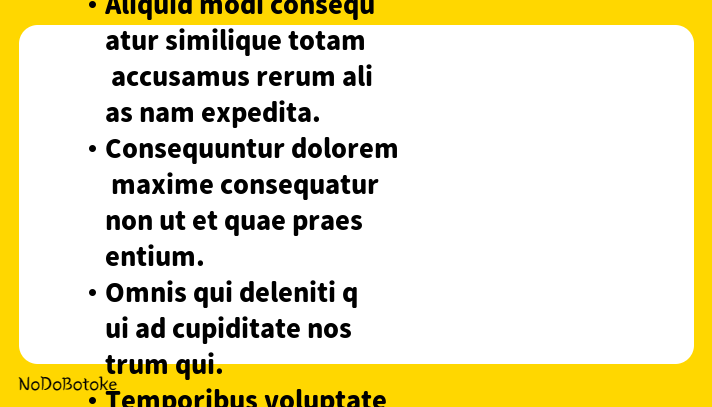 • Aliquid modi consequ
atur similique totam
accusamus rerum ali
as nam expedita.
• Consequuntur dolorem
maxime consequatur
non ut et quae praes
entium.
• Omnis qui deleniti q
ui ad cupiditate nos
trum qui.
NoDoBotoke
• Temporibus voluptate